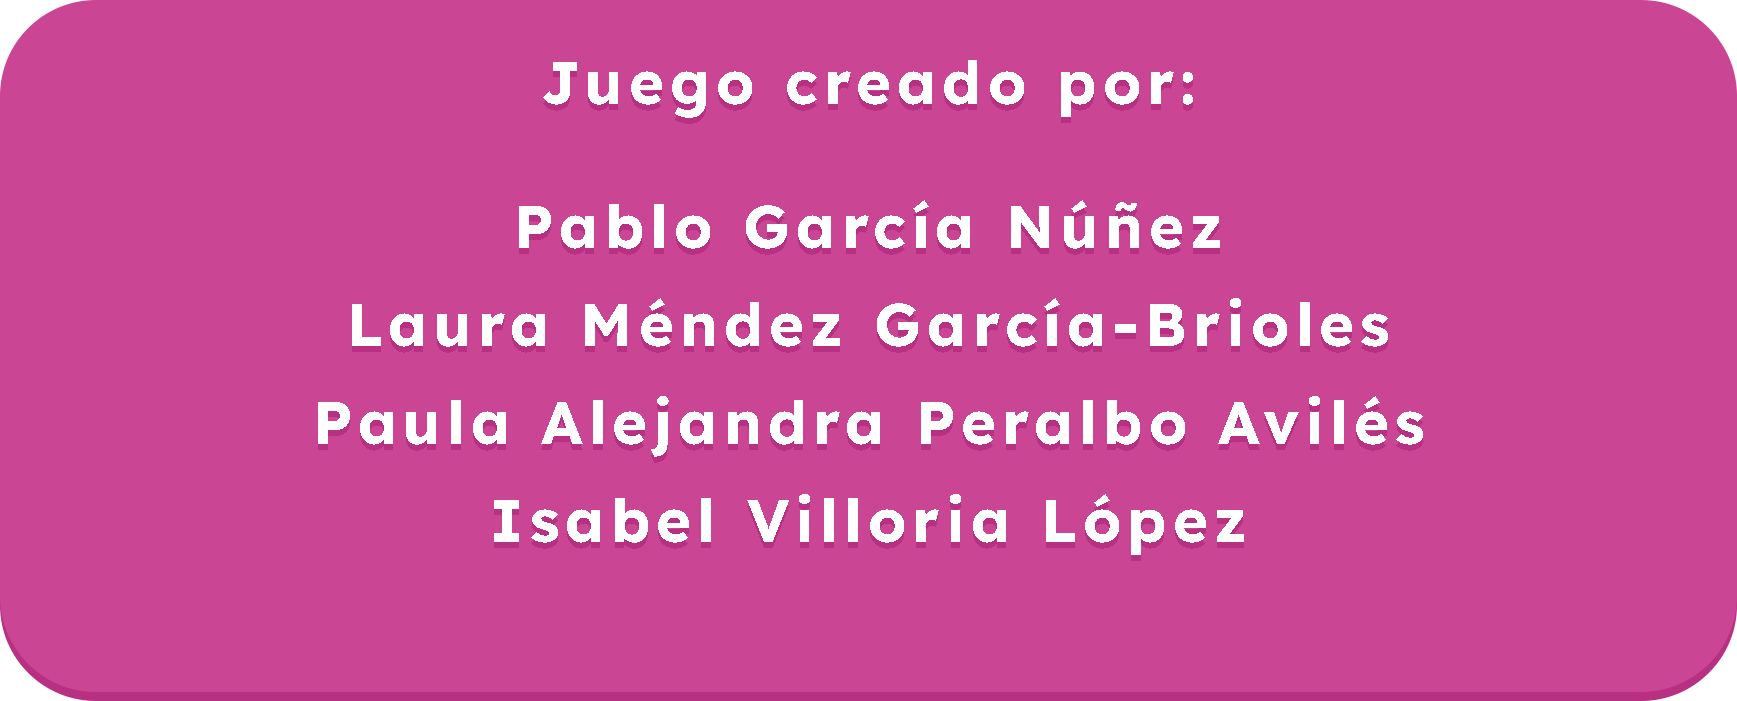 Juego creado por:
Pablo García Núñez
Laura Méndez García-Brioles
Paula Alejandra Peralbo Avilés
Isabel Villoria López